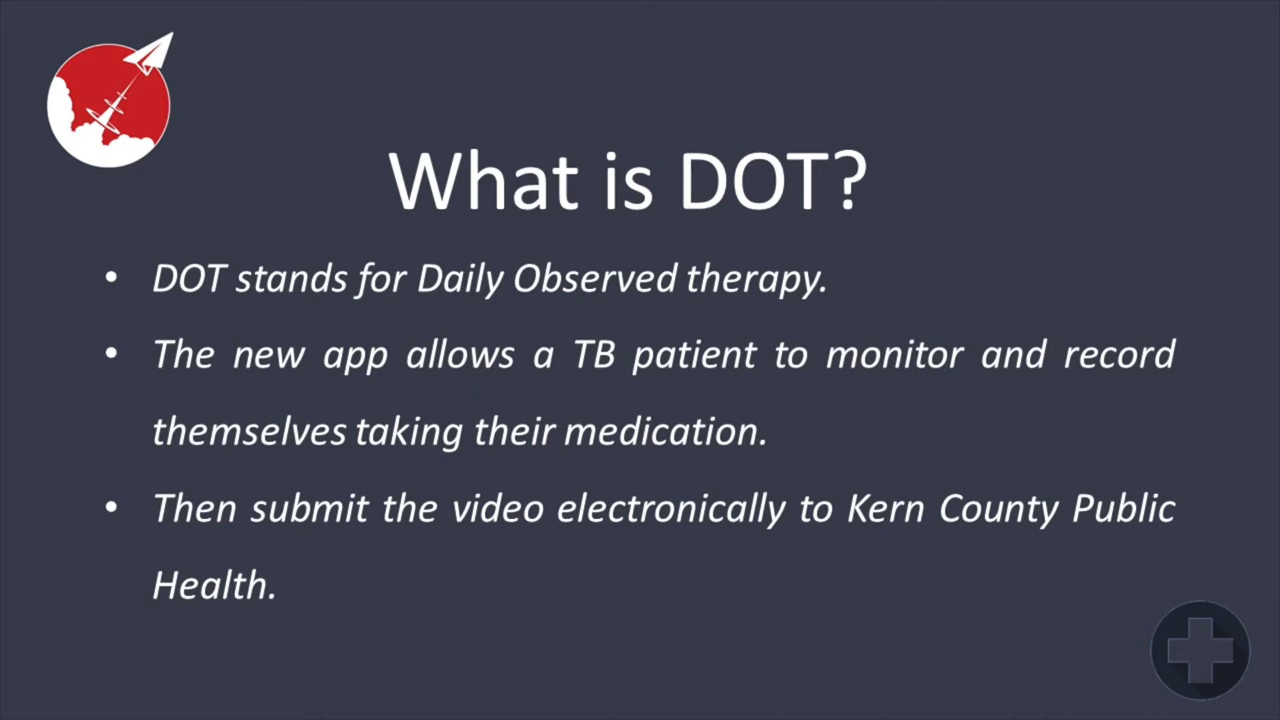 What is DOT?
• DOT stands for Daily Observed therapy.
• The new app allows a TB patient to monitor and record
themselves taking their medication.
• Then submit the video electronically to Kern County Public
Health.